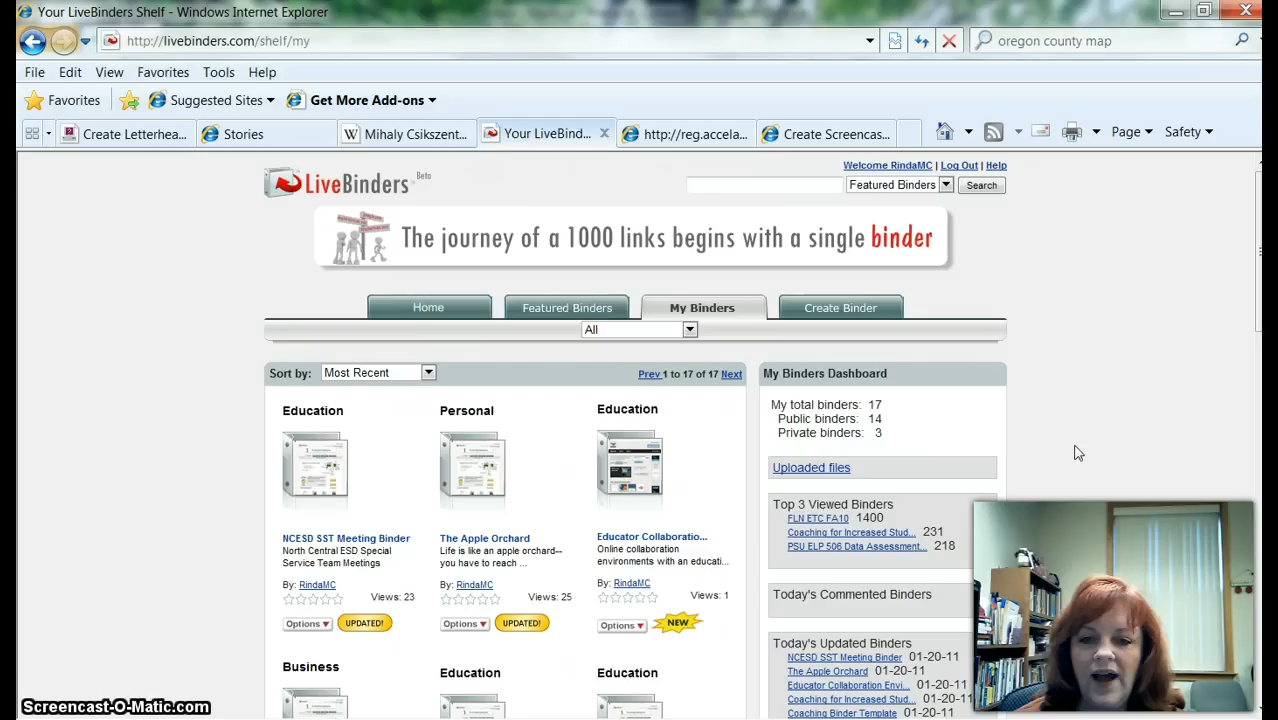 Your LiveBinders Shelf - Windows Internet Explorer
http://livebinders.com/shelf/my
oregon county map
File Edit View Favorites Tools Help
Favorites Suggested Sites Get More Add-ons
Create Letterhea... Stories Mihaly Csikszent... Your LiveBind... http://reg.accela... Create Screencas... Page Safety
Welcome RindaMC | Log Out | Help
LiveBinders Beta
Featured Binders Search
The journey of a 1000 links begins with a single binder
Home Featured Binders My Binders Create Binder
All
Sort by: Most Recent Prev 1 to 17 of 17 Next
Education Personal Education
NCESD SST Meeting Binder
North Central ESD Special
Service Team Meetings
By: RindaMC
Views: 23
Options UPDATED!
The Apple Orchard
Life is like an apple orchard--
you have to reach ...
By: RindaMC
Views: 25
Options UPDATED!
Educator Collaboratio...
Online collaboration
environments with an educati...
By: RindaMC
Views: 1
Options NEW
Business Education Education
My Binders Dashboard
My total binders: 17
Public binders: 14
Private binders: 3
Uploaded files
Top 3 Viewed Binders
FLN ETC FA10 1400
Coaching for Increased Stud... 231
PSU ELP 506 Data Assessment... 218
Today's Commented Binders
Today's Updated Binders
NCESD SST Meeting Binder 01-20-11
The Apple Orchard 01-20-11
Educator Collaboration Envi... 01-20-11
Coaching for Increased Stud... 01-20-11
Coaching Binder Template 01-20-11
Screencast-O-Matic.com